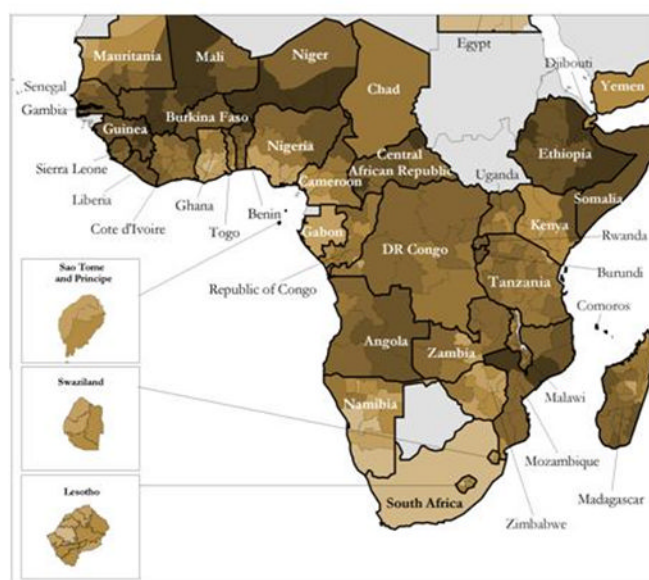 Egypt
Djibouti
Mauritania
Mali
Niger
Chad
Yemen
Senegal
Gambia
Guinea
Burkina Faso
Nigeria
Ethiopia
Sierra Leone
Central
African Republic
Cameroon
Uganda
Somalia
Liberia
Ghana
Benin
Cote d'Ivoire
Togo
Gabon
Kenya
Rwanda
DR Congo
Sao Tome
and Principe
Republic of Congo
Tanzania
Burundi
Comoros
Angola
Zambia
Swaziland
Malawi
Namibia
Mozambique
Madagascar
Lesotho
South Africa
Zimbabwe